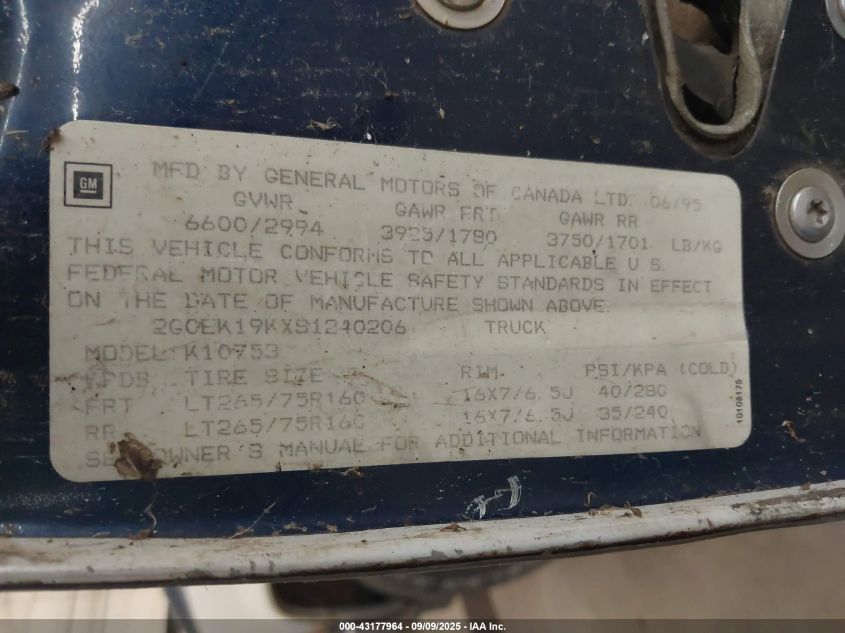 GM
MFD BY GENERAL MOTORS OF CANADA LTD. 06/95
GVWR GAWR FRT GAWR RR
6600/2994 3925/1780 3750/1701 LB/KG
THIS VEHICLE CONFORMS TO ALL APPLICABLE U.S.
FEDERAL MOTOR VEHICLE SAFETY STANDARDS IN EFFECT
ON THE DATE OF MANUFACTURE SHOWN ABOVE.
2GCEK19KXS1240206 TRUCK
MODEL: K10753
TIRE SIZE RIM PSI/KPA (COLD)
FRT LT265/75R16C 16X7/6.5J 40/280
RR LT265/75R16C 16X7/6.5J 35/240
OWNER'S MANUAL FOR ADDITIONAL INFORMATION
10108175
000-43177964 - 09/09/2025 - IAA Inc.